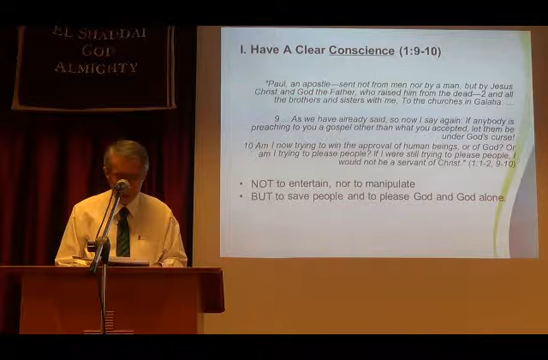 EL SHADDAI
GOD
ALMIGHTY
I. Have A Clear Conscience (1:9-10)
"Paul, an apostle—sent not from men nor by a man, but by Jesus
Christ and God the Father, who raised him from the dead—2 and all
the brothers and sisters with me, To the churches in Galatia: ...
9 ... As we have already said, so now I say again: If anybody is
preaching to you a gospel other than what you accepted, let them be
under God's curse!
10 Am I now trying to win the approval of human beings, or of God? Or
am I trying to please people? If I were still trying to please people, I
would not be a servant of Christ." (1:1-2, 9-10)
• NOT to entertain, nor to manipulate
• BUT to save people and to please God and God alone.